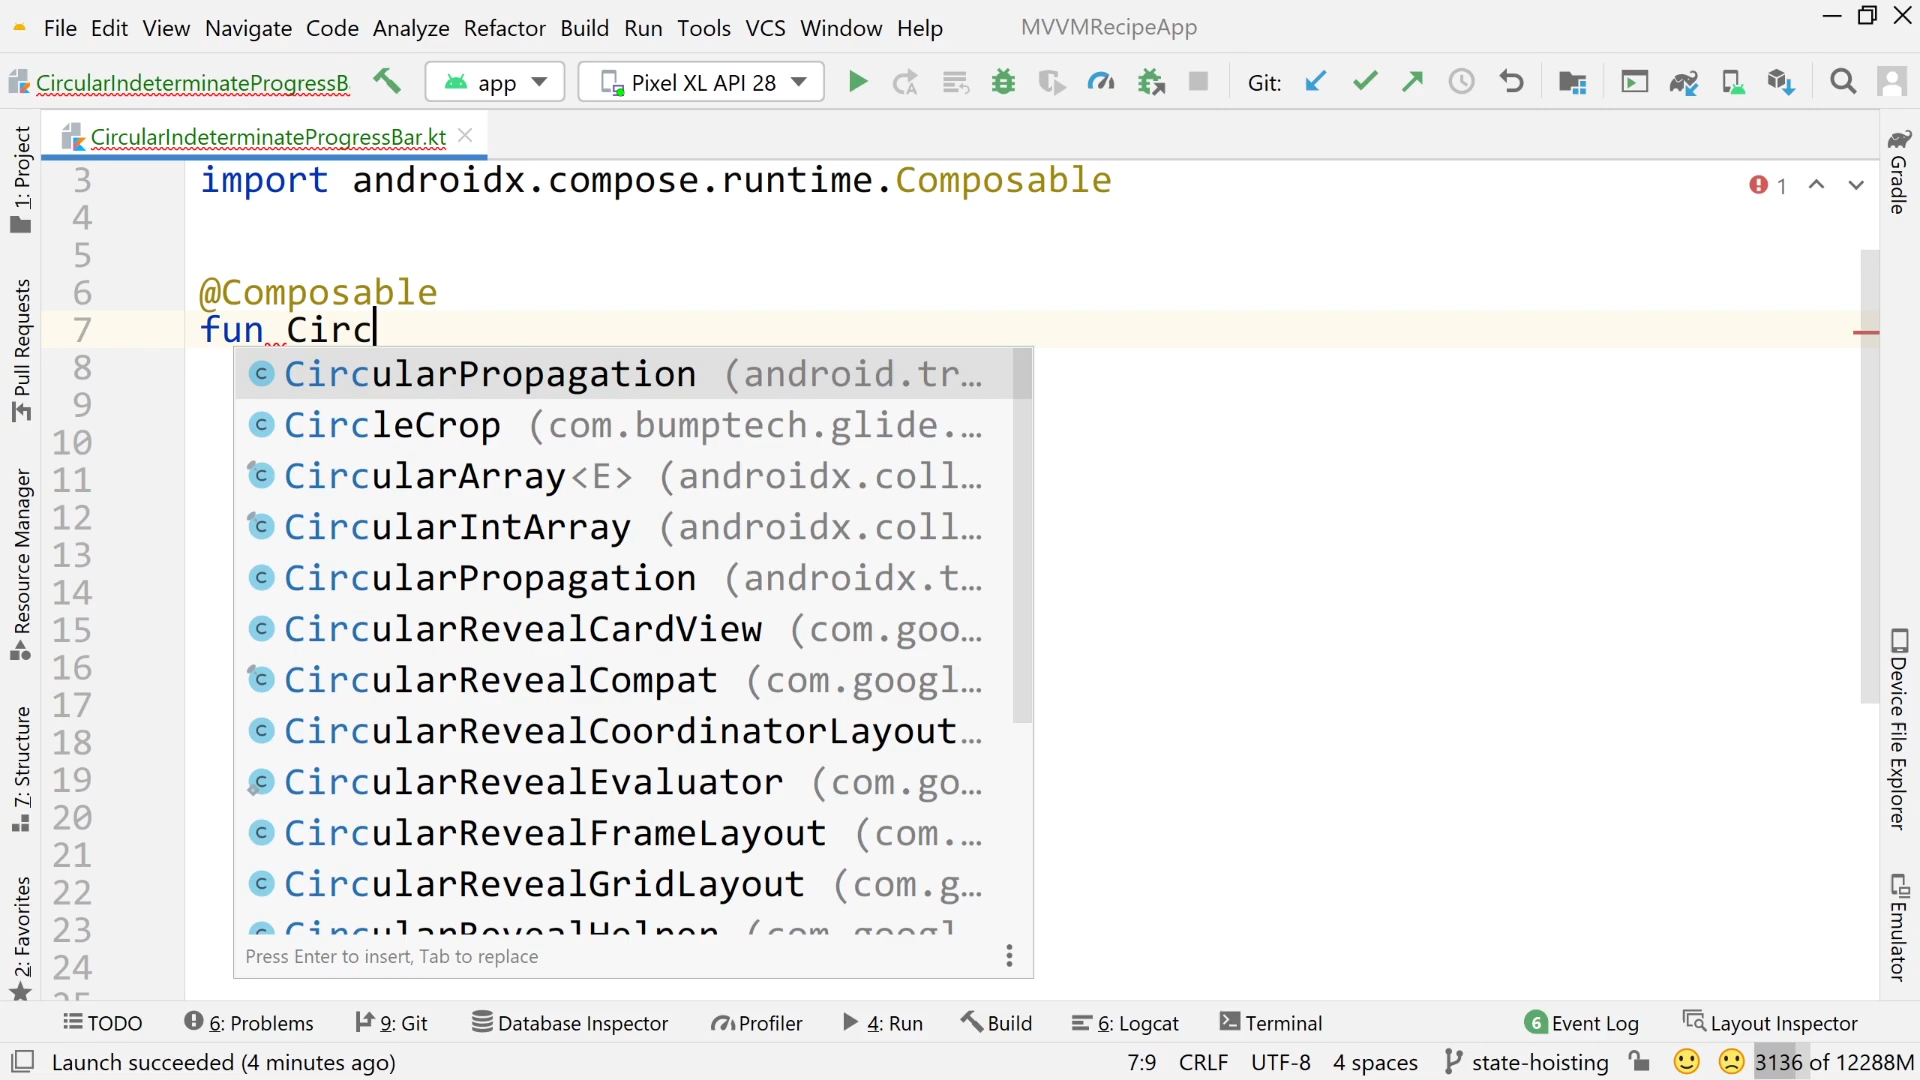 File Edit View Navigate Code Analyze Refactor Build Run Tools VCS Window Help MVVMRecipeApp
CircularIndeterminateProgressB app Pixel XL API 28 Git:
CircularIndeterminateProgressBar.kt
3 import androidx.compose.runtime.Composable
1
4
5
6 @Composable
7 fun Circ
8
9
10
11
12
13
14
15
16
17
18
19
20
21
22
23
24
CircularPropagation (android.tr…
CircleCrop (com.bumptech.glide.…
CircularArray<E> (androidx.coll…
CircularIntArray (androidx.coll…
CircularPropagation (androidx.t…
CircularRevealCardView (com.goo…
CircularRevealCompat (com.googl…
CircularRevealCoordinatorLayout…
CircularRevealEvaluator (com.go…
CircularRevealFrameLayout (com.…
CircularRevealGridLayout (com.g…
CircularRevealHelper (com.googl
Press Enter to insert, Tab to replace
1: Project
Pull Requests
Resource Manager
7: Structure
2: Favorites
Gradle
Device File Explorer
Emulator
TODO 6: Problems 9: Git Database Inspector Profiler 4: Run Build 6: Logcat Terminal 6 Event Log Layout Inspector
Launch succeeded (4 minutes ago) 7:9 CRLF UTF-8 4 spaces state-hoisting 3136 of 12288M